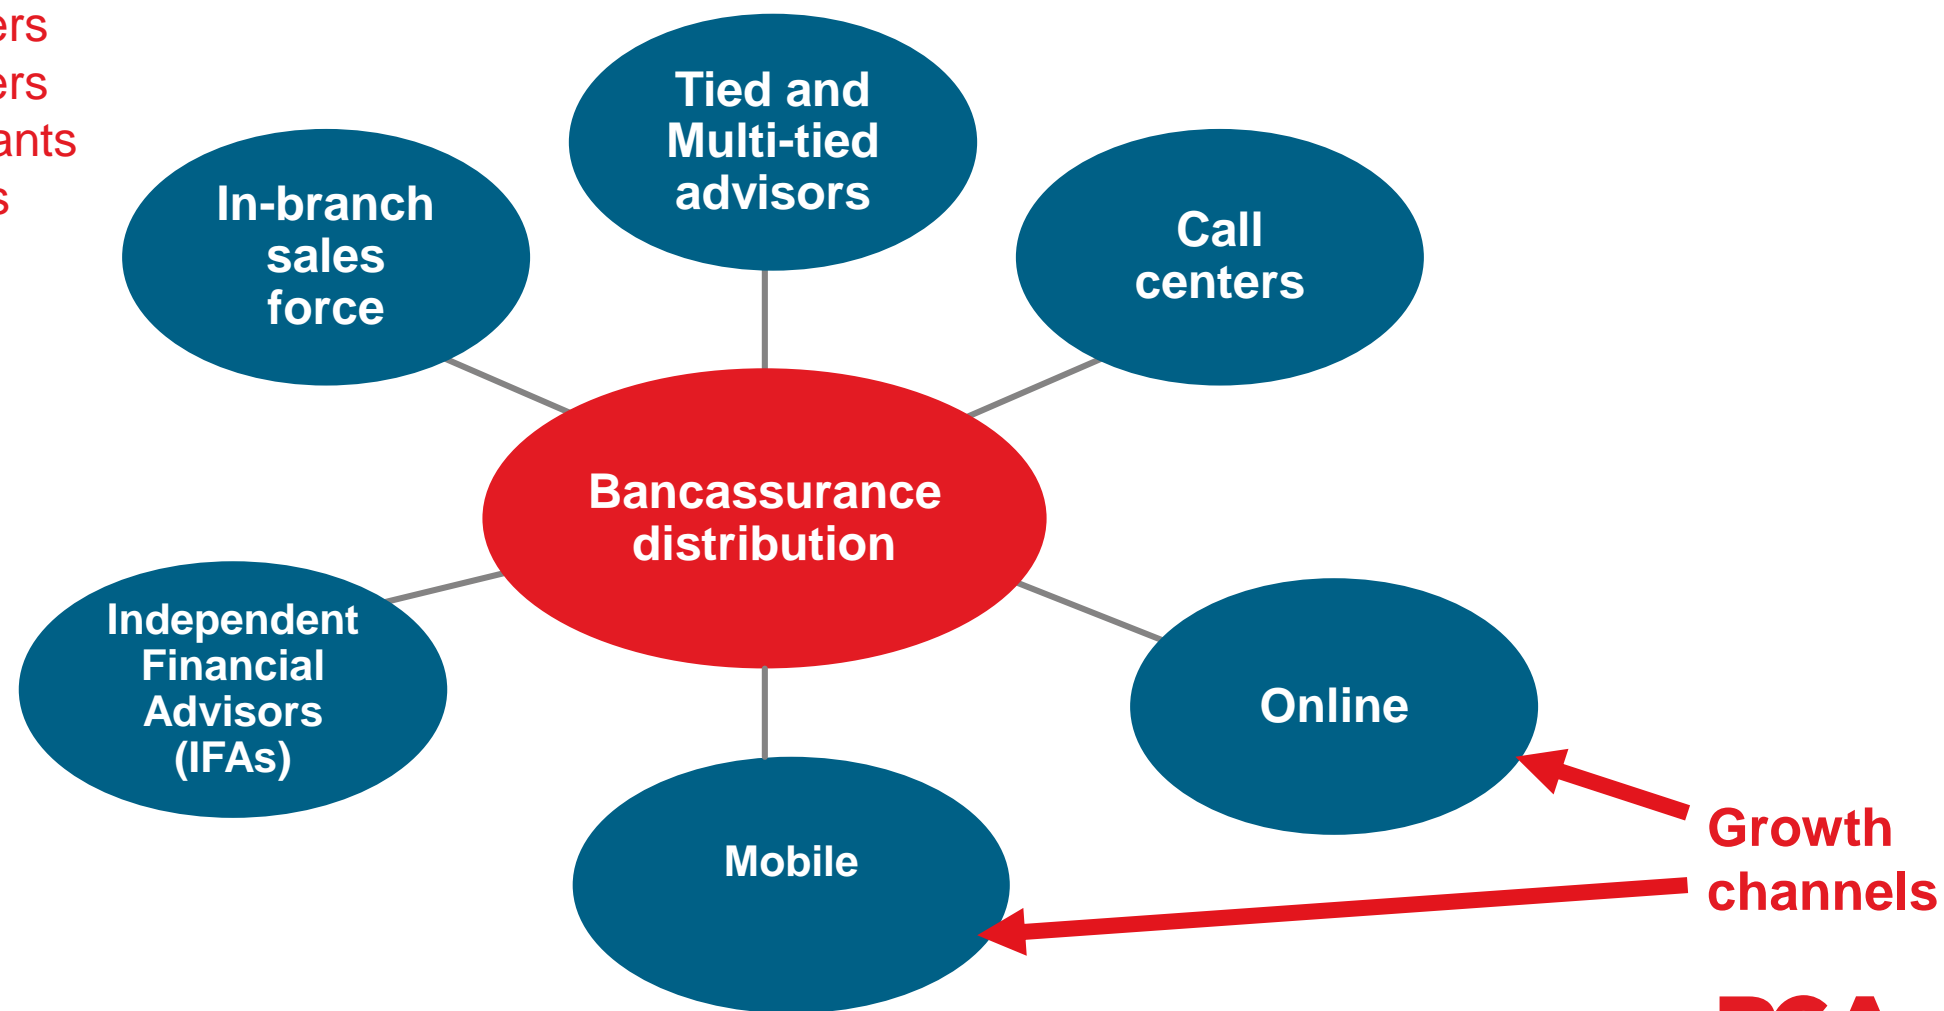 Tied and
Multi-tied
advisors
In-branch
sales
force
Call
centers
Bancassurance
distribution
Independent
Financial
Advisors
(IFAs)
Online
Mobile
Growth
channels